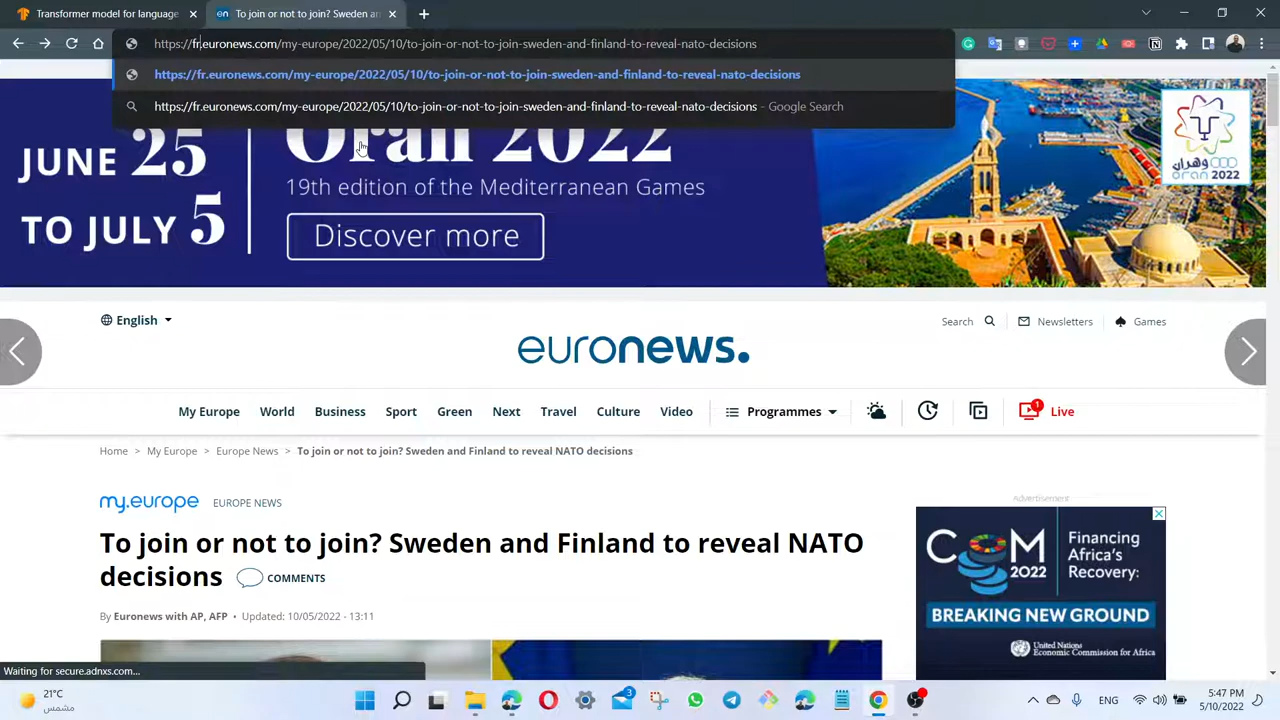 Transformer model for language
To join or not to join? Sweden an
https://fr.euronews.com/my-europe/2022/05/10/to-join-or-not-to-join-sweden-and-finland-to-reveal-nato-decisions
https://fr.euronews.com/my-europe/2022/05/10/to-join-or-not-to-join-sweden-and-finland-to-reveal-nato-decisions
https://fr.euronews.com/my-europe/2022/05/10/to-join-or-not-to-join-sweden-and-finland-to-reveal-nato-decisions - Google Search
JUNE 25
TO JULY 5
Oran 2022
19th edition of the Mediterranean Games
Discover more
وهران
ORAN 2022
English
Search
Newsletters
Games
euronews.
My Europe World Business Sport Green Next Travel Culture Video Programmes 1 Live
Home > My Europe > Europe News > To join or not to join? Sweden and Finland to reveal NATO decisions
my.europe EUROPE NEWS
To join or not to join? Sweden and Finland to reveal NATO
decisions COMMENTS
By Euronews with AP, AFP • Updated: 10/05/2022 - 13:11
Advertisement
COM
2022
Financing
Africa's
Recovery:
BREAKING NEW GROUND
United Nations
Economic Commission for Africa
Waiting for secure.adnxs.com...
21°C
مشمس
3
ENG
5:47 PM
5/10/2022